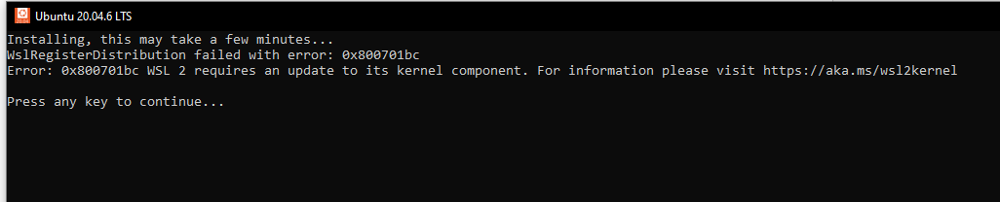 Ubuntu 20.04.6 LTS
Installing, this may take a few minutes...
WslRegisterDistribution failed with error: 0x800701bc
Error: 0x800701bc WSL 2 requires an update to its kernel component. For information please visit https://aka.ms/wsl2kernel
Press any key to continue...